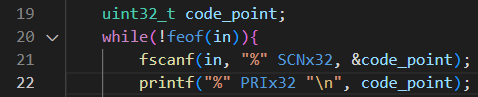 19 uint32_t code_point;
20 while(!feof(in)){
21 fscanf(in, "%" SCNx32, &code_point);
22 printf("%" PRIx32 "\n", code_point);